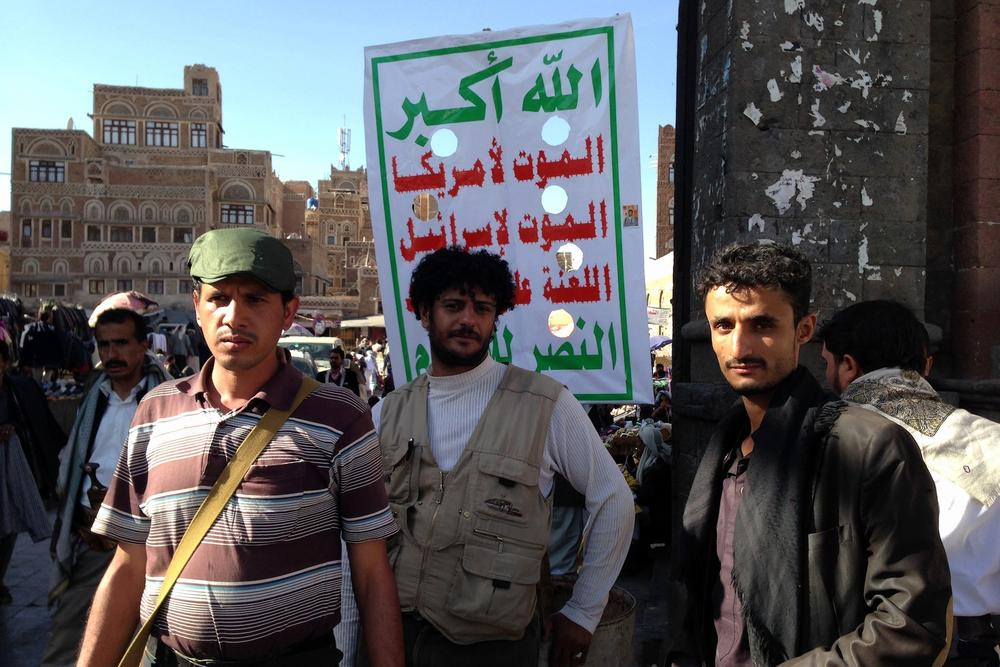 الله أكبر
الموت لأمريكا
الموت لإسرائيل
اللعنة
النصر